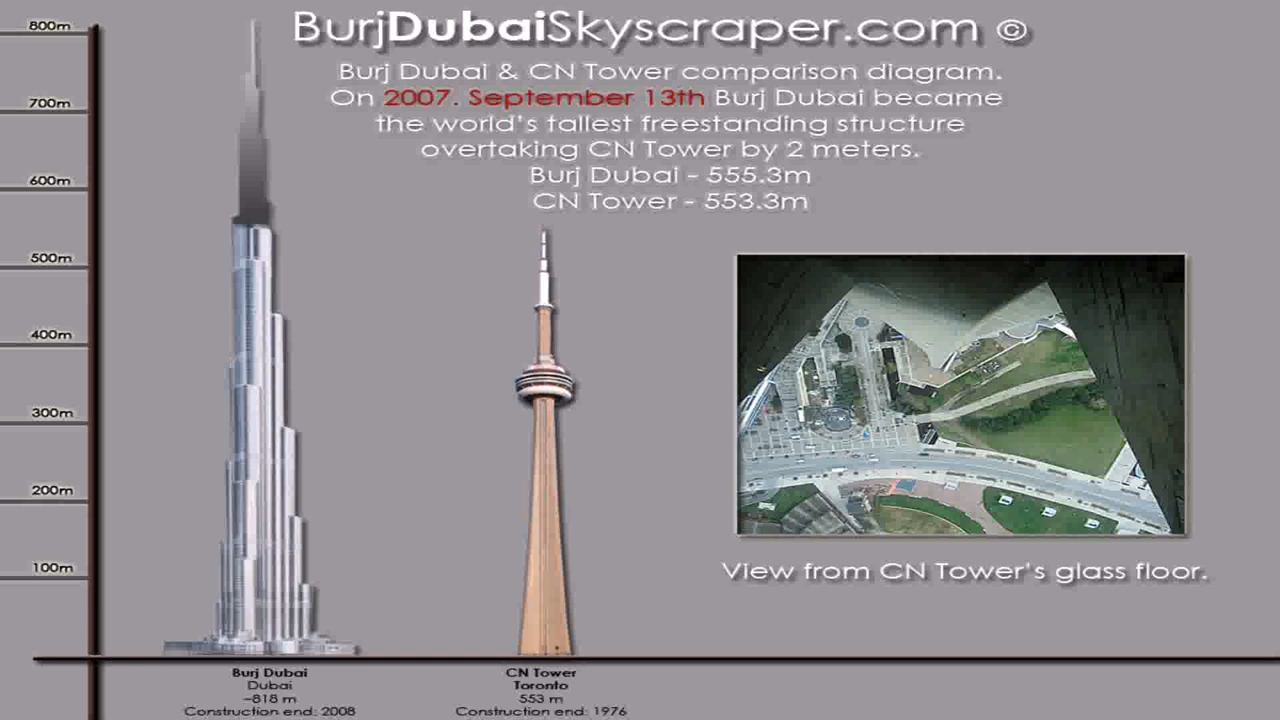 BurjDubaiSkyscraper.com ©
Burj Dubai & CN Tower comparison diagram.
On 2007. September 13th Burj Dubai became
the world's tallest freestanding structure
overtaking CN Tower by 2 meters.
Burj Dubai - 555.3m
CN Tower - 553.3m
800m
700m
600m
500m
400m
300m
200m
100m
View from CN Tower's glass floor.
Burj Dubai
Dubai
~818 m
Construction end: 2008
CN Tower
Toronto
553 m
Construction end: 1976